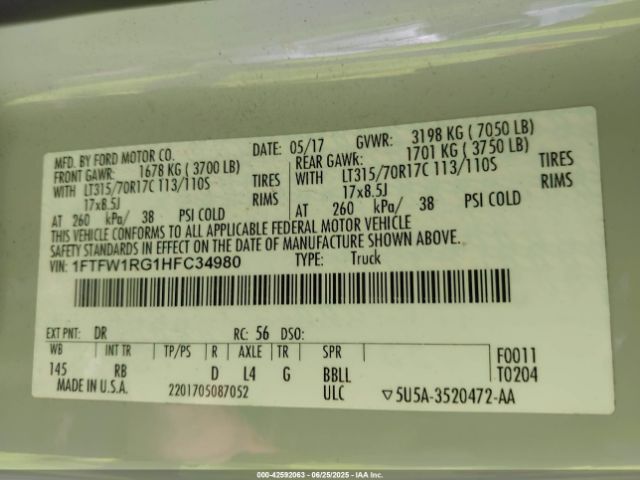 MFD. BY FORD MOTOR CO. DATE: 05/17 GVWR: 3198 KG ( 7050 LB)
FRONT GAWR: 1678 KG ( 3700 LB) REAR GAWR: 1701 KG ( 3750 LB)
WITH LT315/70R17C 113/110S TIRES WITH LT315/70R17C 113/110S TIRES
17x8.5J RIMS 17x8.5J RIMS
AT 260 kPa/ 38 PSI COLD AT 260 kPa/ 38 PSI COLD
THIS VEHICLE CONFORMS TO ALL APPLICABLE FEDERAL MOTOR VEHICLE
SAFETY STANDARDS IN EFFECT ON THE DATE OF MANUFACTURE SHOWN ABOVE.
VIN: 1FTFW1RG1HFC34980 TYPE: Truck
EXT PNT: DR RC: 56 DSO:
WB INT TR TP/PS R AXLE TR SPR F0011
145 RB D L4 G BBLL T0204
MADE IN U.S.A. 2201705087052 ULC ▽5U5A-3520472-AA
000-42592063 - 06/25/2025 - IAA Inc.